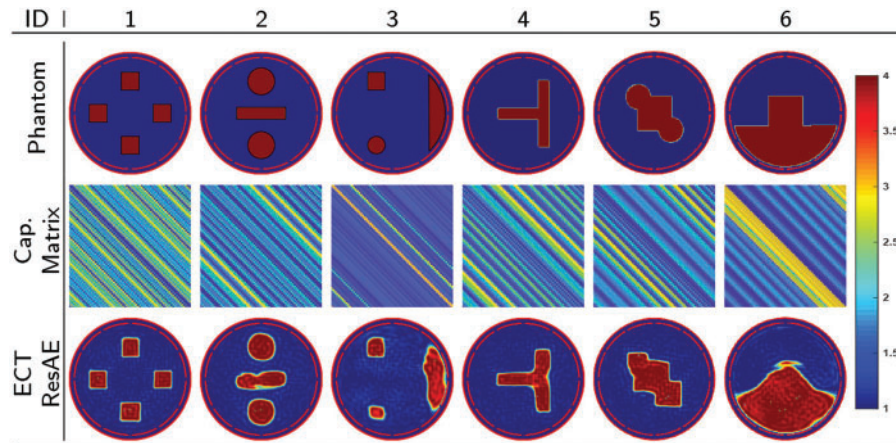 ID 1 2 3 4 5 6
Phantom
Cap.
Matrix
ECT
ResAE
4
3.5
3
2.5
2
1.5
1